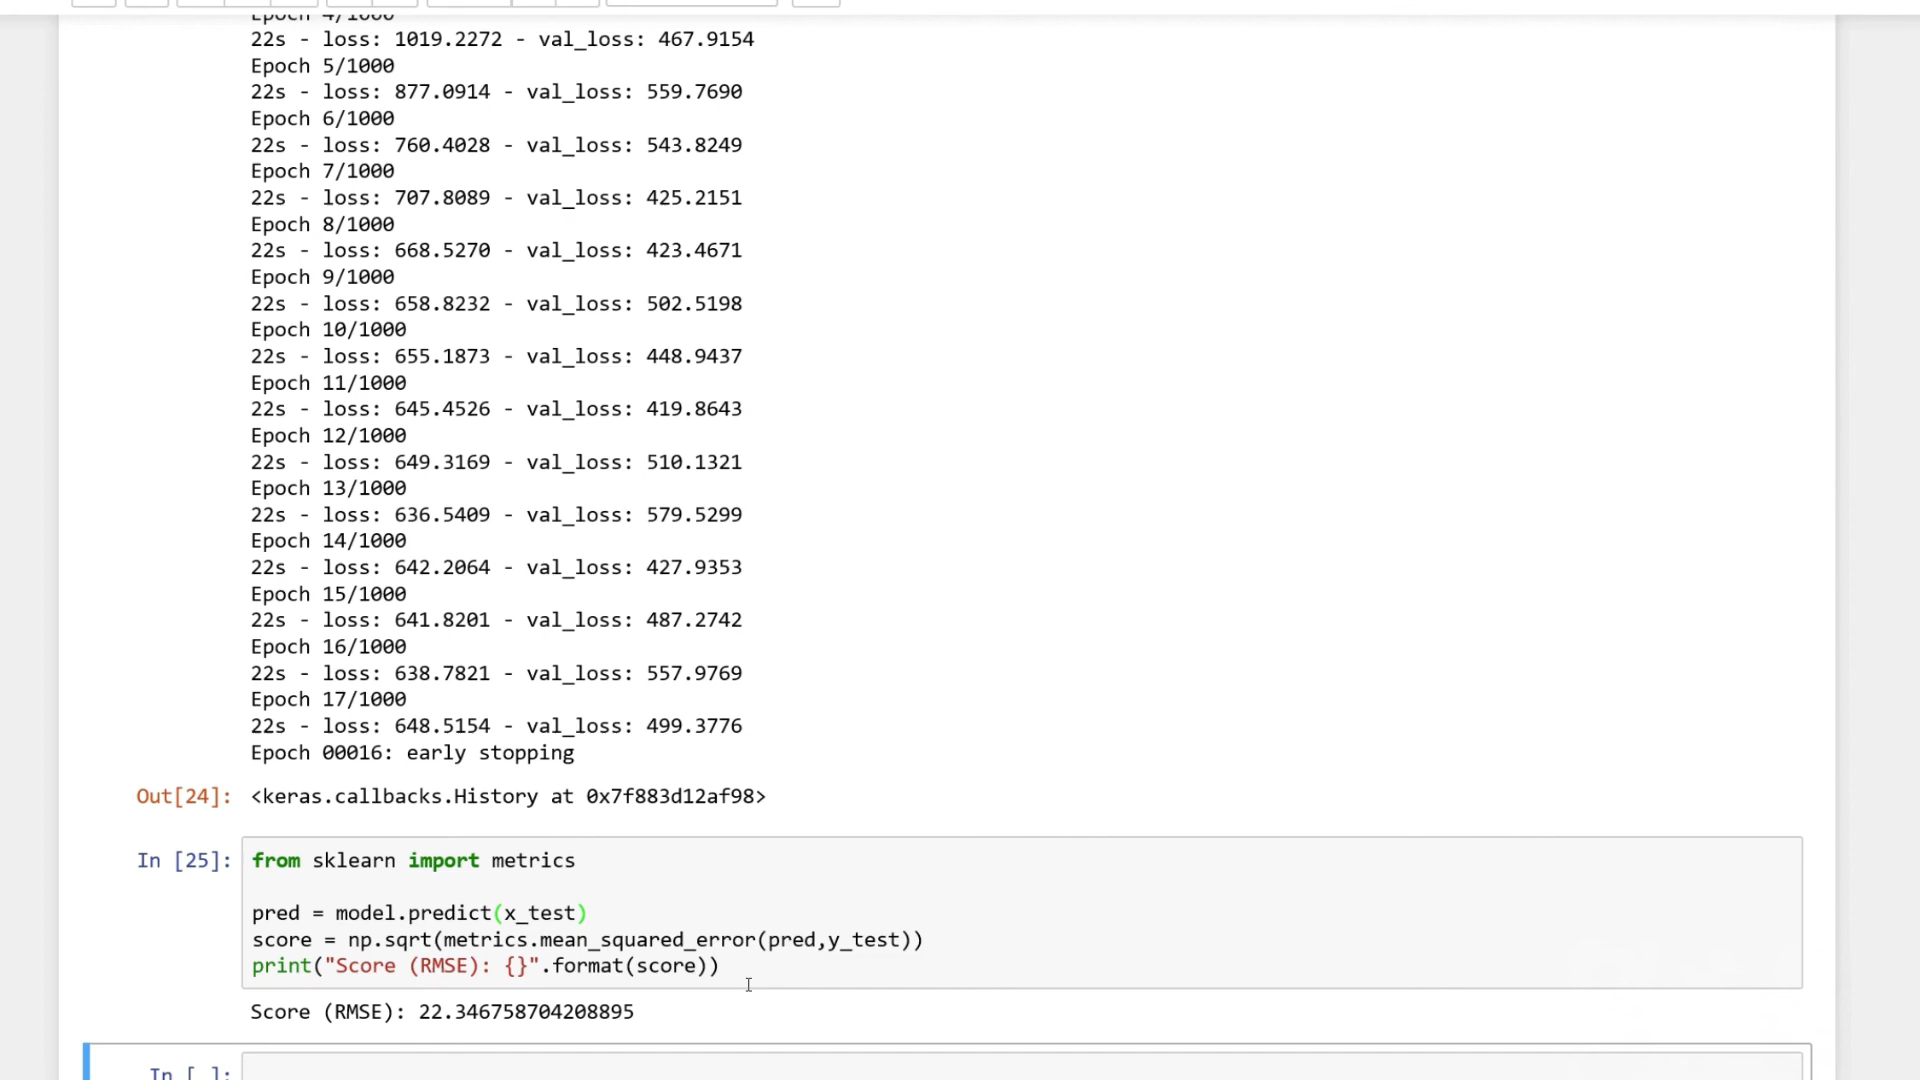 Epoch 4/1000
22s - loss: 1019.2272 - val_loss: 467.9154
Epoch 5/1000
22s - loss: 877.0914 - val_loss: 559.7690
Epoch 6/1000
22s - loss: 760.4028 - val_loss: 543.8249
Epoch 7/1000
22s - loss: 707.8089 - val_loss: 425.2151
Epoch 8/1000
22s - loss: 668.5270 - val_loss: 423.4671
Epoch 9/1000
22s - loss: 658.8232 - val_loss: 502.5198
Epoch 10/1000
22s - loss: 655.1873 - val_loss: 448.9437
Epoch 11/1000
22s - loss: 645.4526 - val_loss: 419.8643
Epoch 12/1000
22s - loss: 649.3169 - val_loss: 510.1321
Epoch 13/1000
22s - loss: 636.5409 - val_loss: 579.5299
Epoch 14/1000
22s - loss: 642.2064 - val_loss: 427.9353
Epoch 15/1000
22s - loss: 641.8201 - val_loss: 487.2742
Epoch 16/1000
22s - loss: 638.7821 - val_loss: 557.9769
Epoch 17/1000
22s - loss: 648.5154 - val_loss: 499.3776
Epoch 00016: early stopping
Out[24]: <keras.callbacks.History at 0x7f883d12af98>
In [25]: from sklearn import metrics
pred = model.predict(x_test)
score = np.sqrt(metrics.mean_squared_error(pred,y_test))
print("Score (RMSE): {}".format(score))
Score (RMSE): 22.346758704208895
In [ ]: